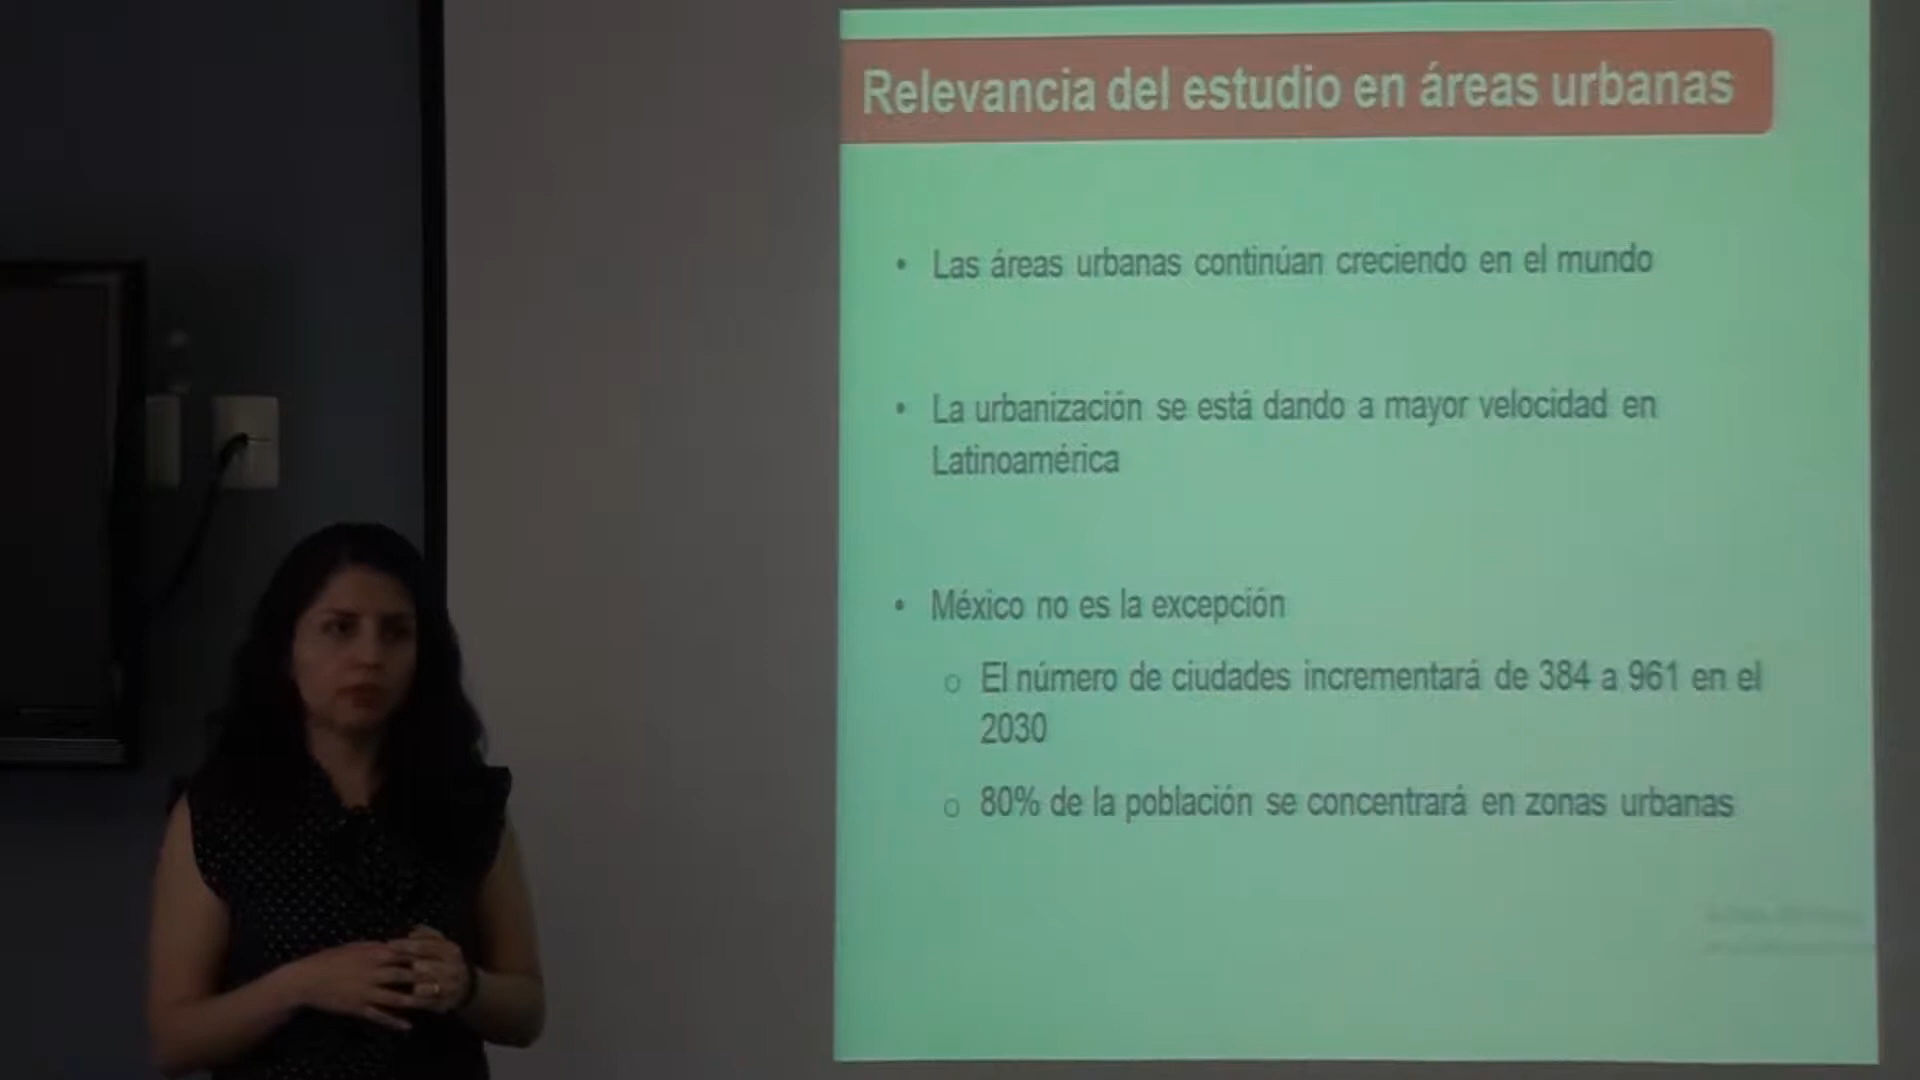 Relevancia del estudio en áreas urbanas
• Las áreas urbanas continúan creciendo en el mundo
• La urbanización se está dando a mayor velocidad en
Latinoamérica
• México no es la excepción
o El número de ciudades incrementará de 384 a 961 en el
2030
o 80% de la población se concentrará en zonas urbanas